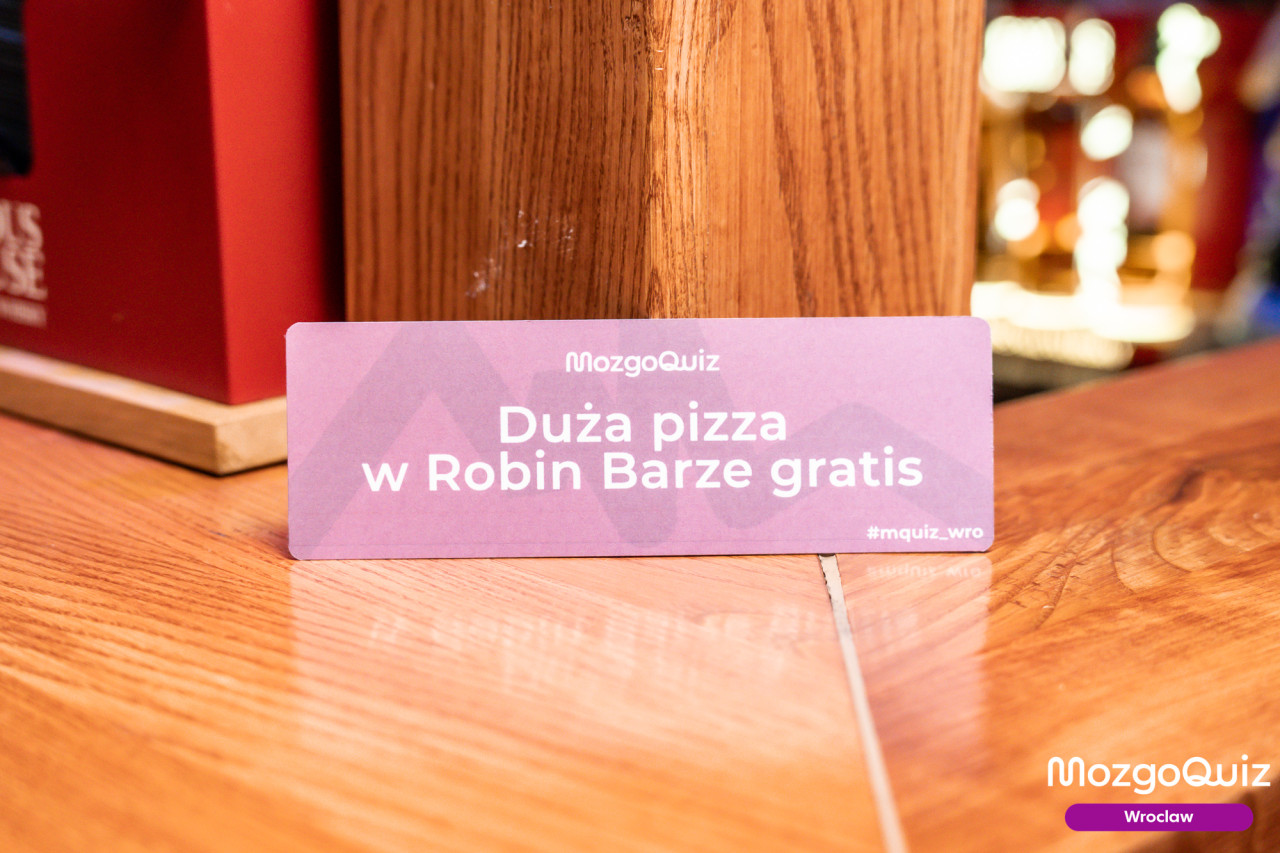 MozgoQuiz
Duża pizza
w Robin Barze gratis
#mquiz_wro
MozgoQuiz
Wroclaw